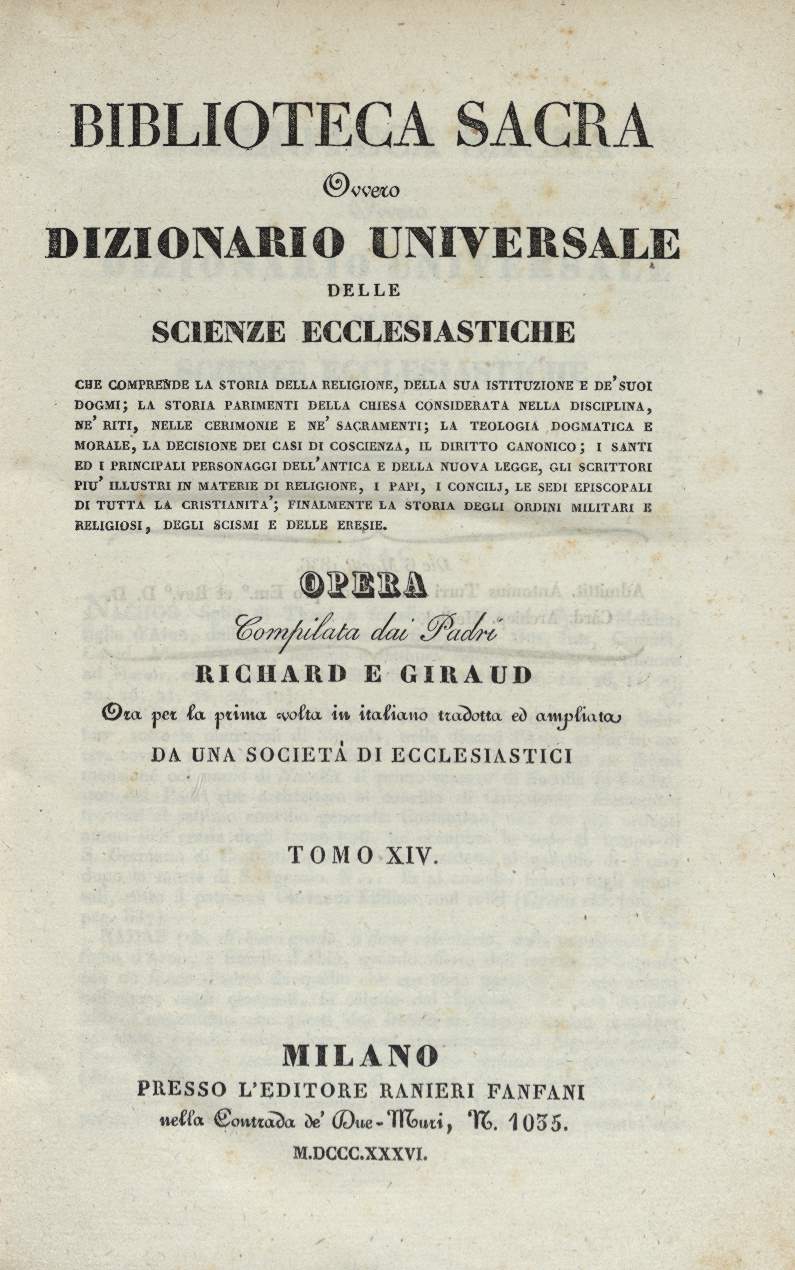 BIBLIOTECA SACRA
Ovvero
DIZIONARIO UNIVERSALE
DELLE
SCIENZE ECCLESIASTICHE
CHE COMPRENDE LA STORIA DELLA RELIGIONE, DELLA SUA ISTITUZIONE E DE' SUOI
DOGMI; LA STORIA PARIMENTI DELLA CHIESA CONSIDERATA NELLA DISCIPLINA,
NE' RITI, NELLE CERIMONIE E NE' SACRAMENTI; LA TEOLOGIA DOGMATICA E
MORALE, LA DECISIONE DEI CASI DI COSCIENZA, IL DIRITTO CANONICO; I SANTI
ED I PRINCIPALI PERSONAGGI DELL'ANTICA E DELLA NUOVA LEGGE, GLI SCRITTORI
PIU' ILLUSTRI IN MATERIE DI RELIGIONE, I PAPI, I CONCILJ, LE SEDI EPISCOPALI
DI TUTTA LA CRISTIANITA'; FINALMENTE LA STORIA DEGLI ORDINI MILITARI E
RELIGIOSI, DEGLI SCISMI E DELLE ERESIE.
OPERA
Compilata dai Padri
RICHARD E GIRAUD
Ora per la prima volta in italiano tradotta ed ampliata
DA UNA SOCIETÁ DI ECCLESIASTICI
TOMO XIV.
MILANO
PRESSO L'EDITORE RANIERI FANFANI
nella Contrada de' Due-Muri, N. 1035.
M.DCCC.XXXVI.